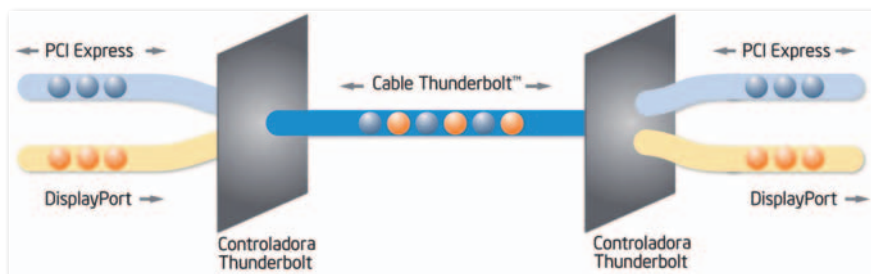 ← PCI Express →
Cable Thunderbolt™
← PCI Express →
DisplayPort →
DisplayPort →
Controladora
Thunderbolt
Controladora
Thunderbolt